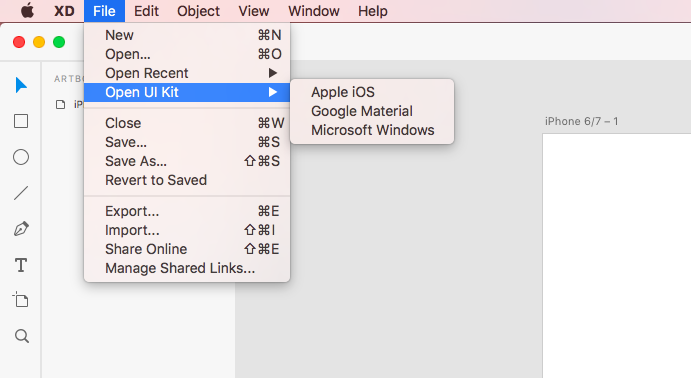 XD File Edit Object View Window Help
New ⌘N
Open... ⌘O
Open Recent ▶
Open UI Kit ▶
Apple iOS
Google Material
Microsoft Windows
Close ⌘W
Save... ⌘S
Save As... ⇧⌘S
Revert to Saved
Export... ⌘E
Import... ⇧⌘I
Share Online ⇧⌘E
Manage Shared Links...
ARTBO
iP
iPhone 6/7 – 1
T